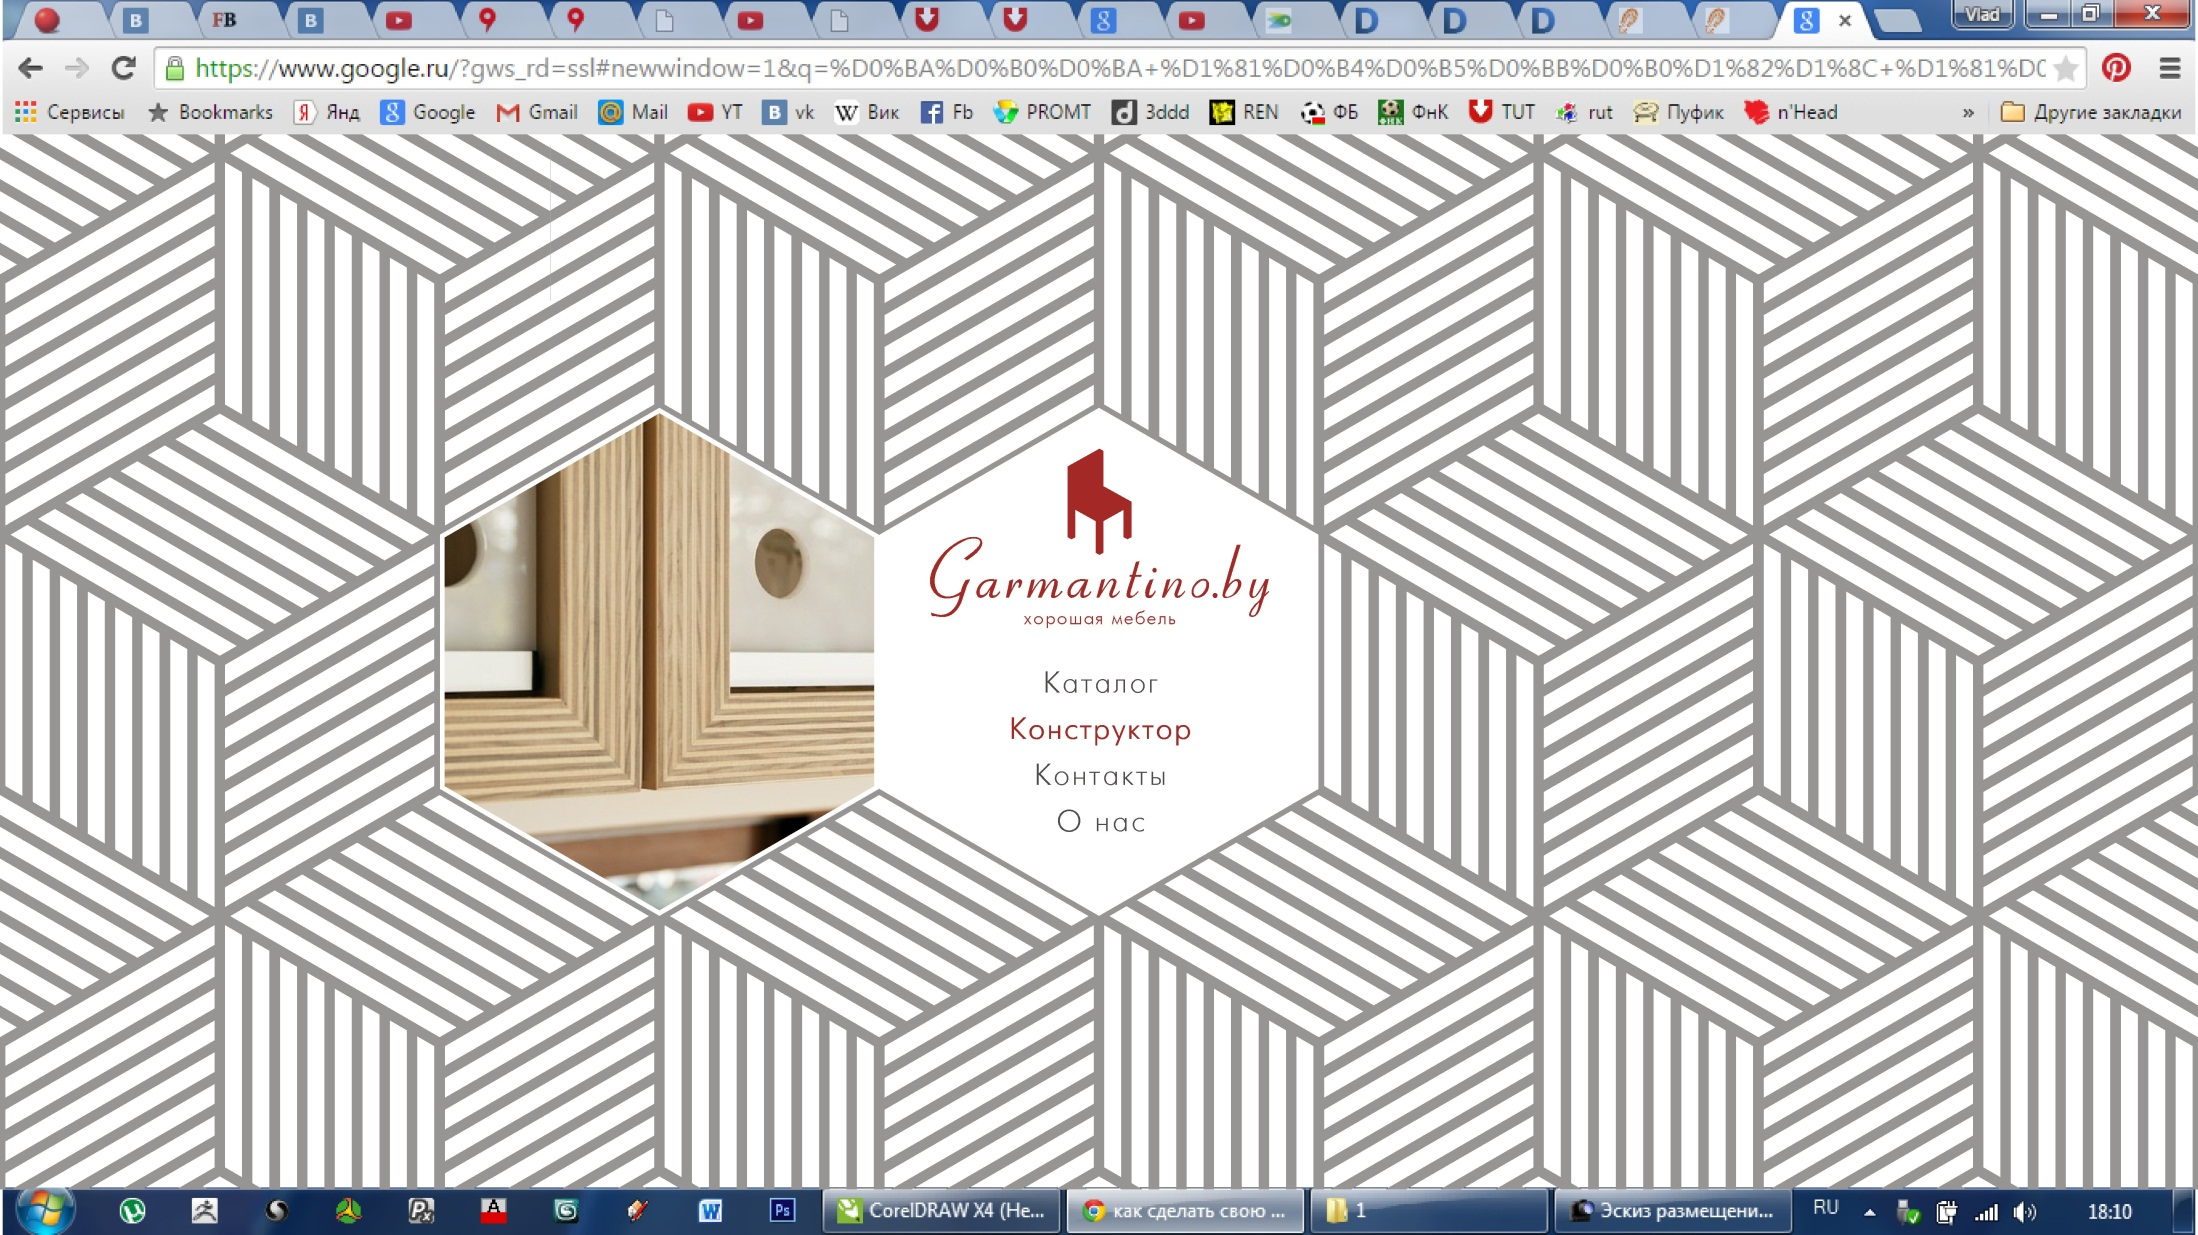 Vlad
https://www.google.ru/?gws_rd=ssl#newwindow=1&q=%D0%BA%D0%B0%D0%BA+%D1%81%D0%B4%D0%B5%D0%BB%D0%B0%D1%82%D1%8C+%D1%81%D0
Сервисы Bookmarks Янд Google Gmail Mail YT vk Вик Fb PROMT 3ddd REN ФБ ФнК TUT rut Пуфик n'Head » Другие закладки
Garmantino.by
хорошая мебель
Каталог
Конструктор
Контакты
О нас
CorelDRAW X4 (Не... как сделать свою ... 1 Эскиз размещени... RU 18:10